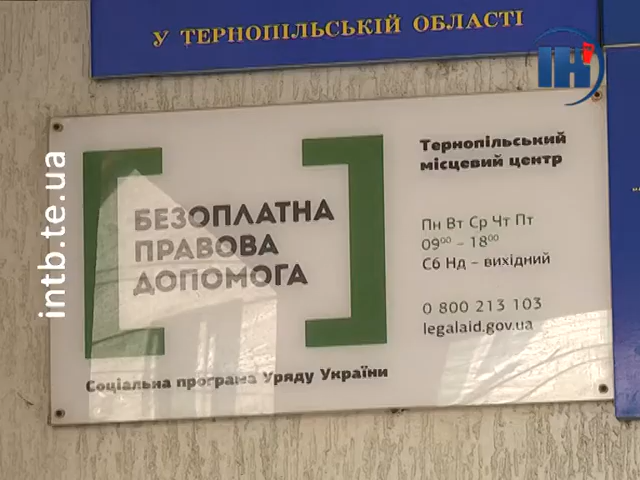 У ТЕРНОПІЛЬСЬКІЙ ОБЛАСТІ
ІН
intb.te.ua
БЕЗОПЛАТНА
ПРАВОВА
ДОПОМОГА
Соціальна програма Уряду України
Тернопільський
місцевий центр
Пн Вт Ср Чт Пт
09⁰⁰ – 18⁰⁰
Сб Нд – вихідний
0 800 213 103
legalaid.gov.ua